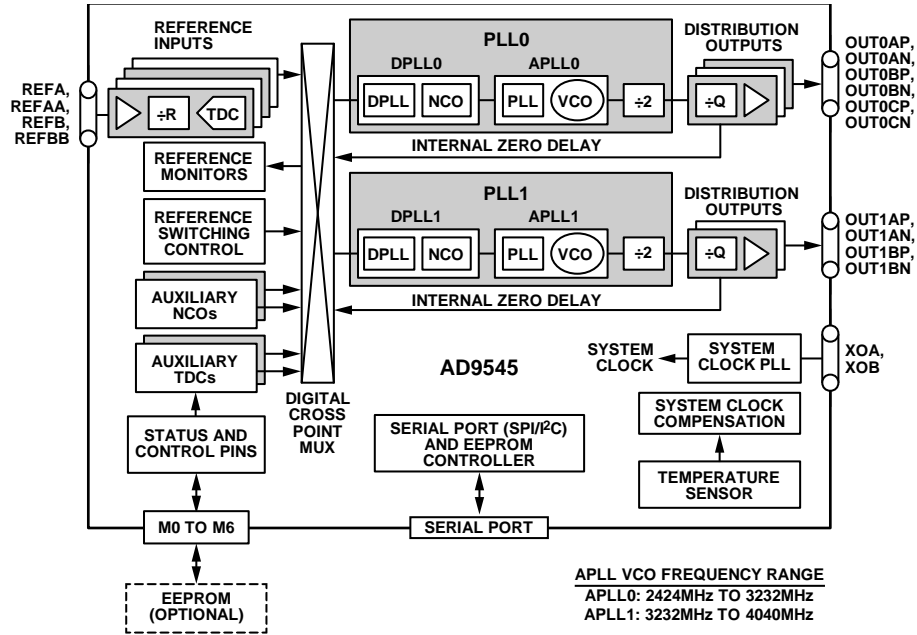 REFERENCE
INPUTS
REFA,
REFAA,
REFB,
REFBB
÷R
TDC
PLL0
DPLL0
APLL0
DPLL
NCO
PLL
VCO
÷2
DISTRIBUTION
OUTPUTS
÷Q
OUT0AP,
OUT0AN,
OUT0BP,
OUT0BN,
OUT0CP,
OUT0CN
INTERNAL ZERO DELAY
REFERENCE
MONITORS
REFERENCE
SWITCHING
CONTROL
PLL1
DPLL1
APLL1
DPLL
NCO
PLL
VCO
÷2
DISTRIBUTION
OUTPUTS
÷Q
OUT1AP,
OUT1AN,
OUT1BP,
OUT1BN
INTERNAL ZERO DELAY
AUXILIARY
NCOs
AUXILIARY
TDCs
DIGITAL
CROSS
POINT
MUX
AD9545
SYSTEM
CLOCK
SYSTEM
CLOCK PLL
XOA,
XOB
STATUS AND
CONTROL PINS
SERIAL PORT (SPI/I2C)
AND EEPROM
CONTROLLER
SYSTEM CLOCK
COMPENSATION
TEMPERATURE
SENSOR
M0 TO M6
SERIAL PORT
EEPROM
(OPTIONAL)
APLL VCO FREQUENCY RANGE
APLL0: 2424MHz TO 3232MHz
APLL1: 3232MHz TO 4040MHz